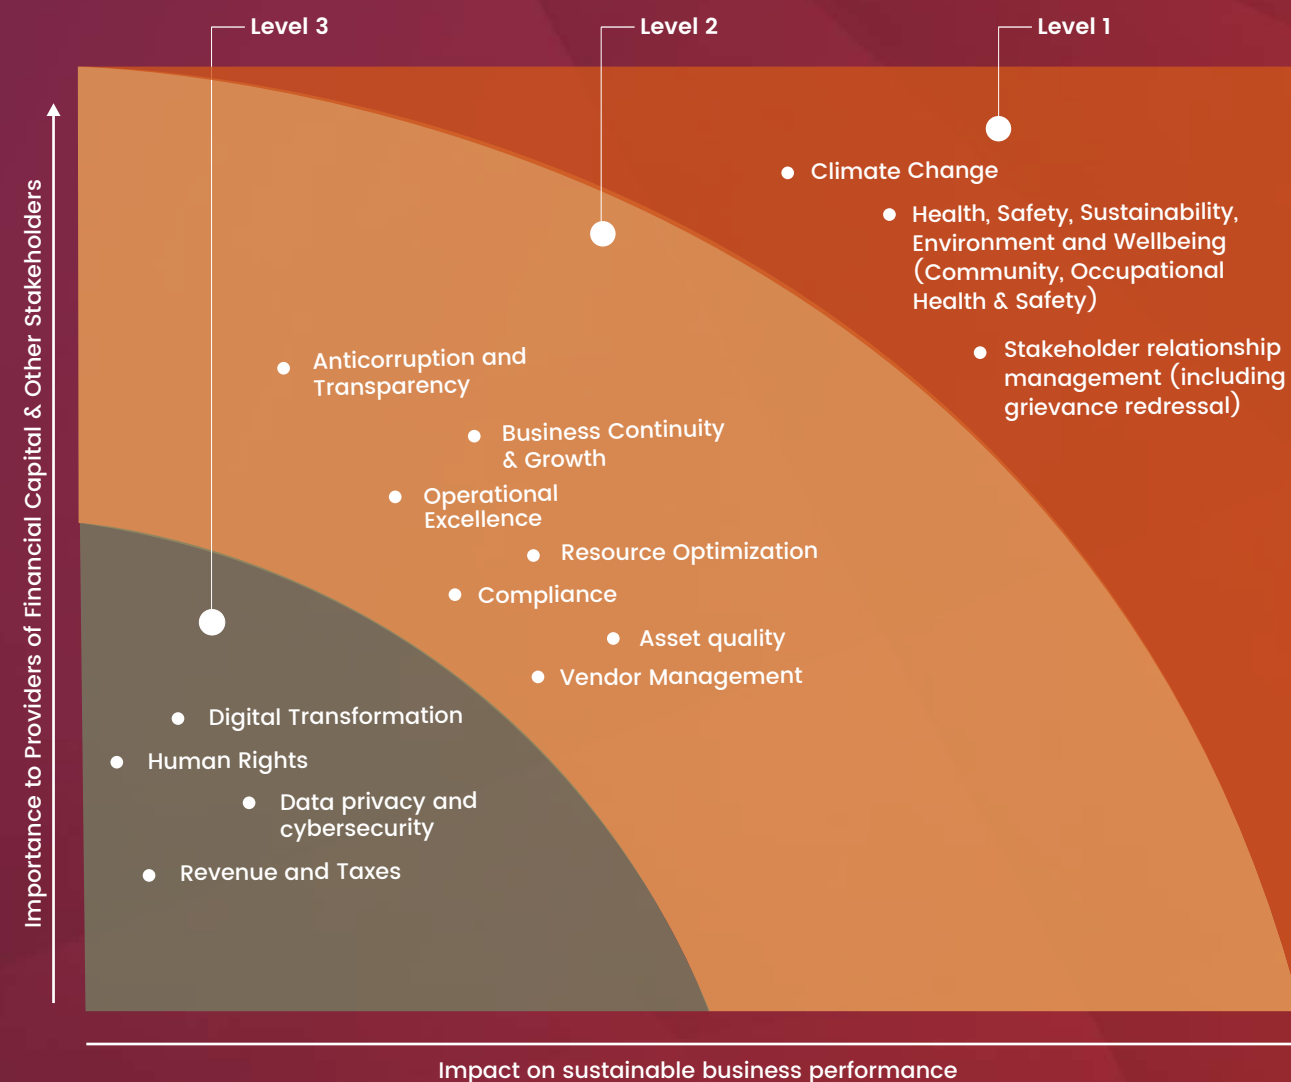 Level 3
Level 2
Level 1
Climate Change
Health, Safety, Sustainability,
Environment and Wellbeing
(Community, Occupational
Health & Safety)
Stakeholder relationship
management (including
grievance redressal)
Anticorruption and
Transparency
Business Continuity
& Growth
Operational
Excellence
Resource Optimization
Compliance
Asset quality
Vendor Management
Digital Transformation
Human Rights
Data privacy and
cybersecurity
Revenue and Taxes
Importance to Providers of Financial Capital & Other Stakeholders
Impact on sustainable business performance